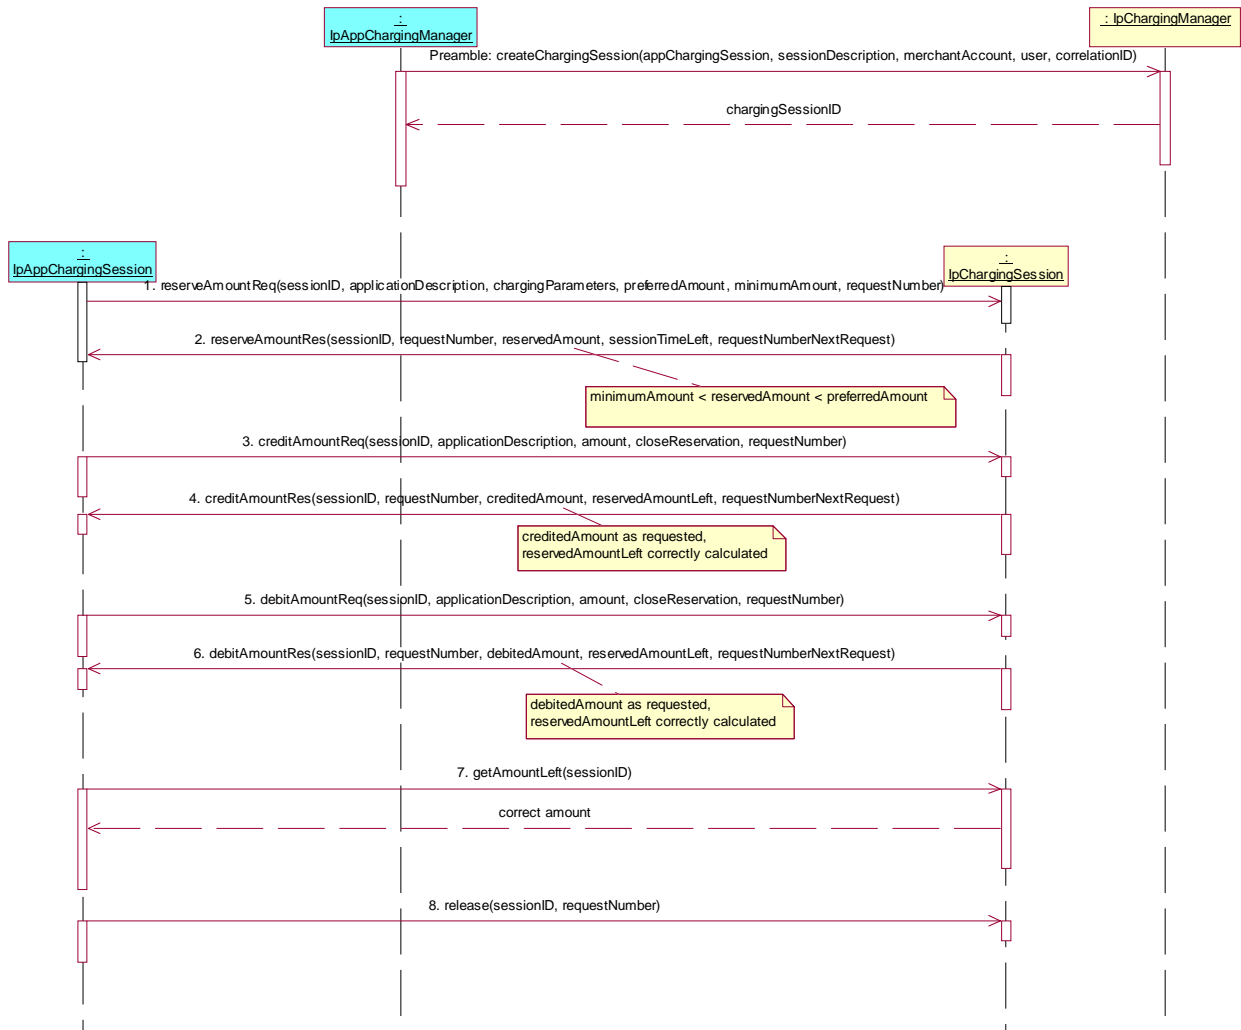 :
IpAppChargingManager
: IpChargingManager
Preamble: createChargingSession(appChargingSession, sessionDescription, merchantAccount, user, correlationID)
chargingSessionID
:
IpAppChargingSession
:
IpChargingSession
1. reserveAmountReq(sessionID, applicationDescription, chargingParameters, preferredAmount, minimumAmount, requestNumber)
2. reserveAmountRes(sessionID, requestNumber, reservedAmount, sessionTimeLeft, requestNumberNextRequest)
minimumAmount < reservedAmount < preferredAmount
3. creditAmountReq(sessionID, applicationDescription, amount, closeReservation, requestNumber)
4. creditAmountRes(sessionID, requestNumber, creditedAmount, reservedAmountLeft, requestNumberNextRequest)
creditedAmount as requested,
reservedAmountLeft correctly calculated
5. debitAmountReq(sessionID, applicationDescription, amount, closeReservation, requestNumber)
6. debitAmountRes(sessionID, requestNumber, debitedAmount, reservedAmountLeft, requestNumberNextRequest)
debitedAmount as requested,
reservedAmountLeft correctly calculated
7. getAmountLeft(sessionID)
correct amount
8. release(sessionID, requestNumber)